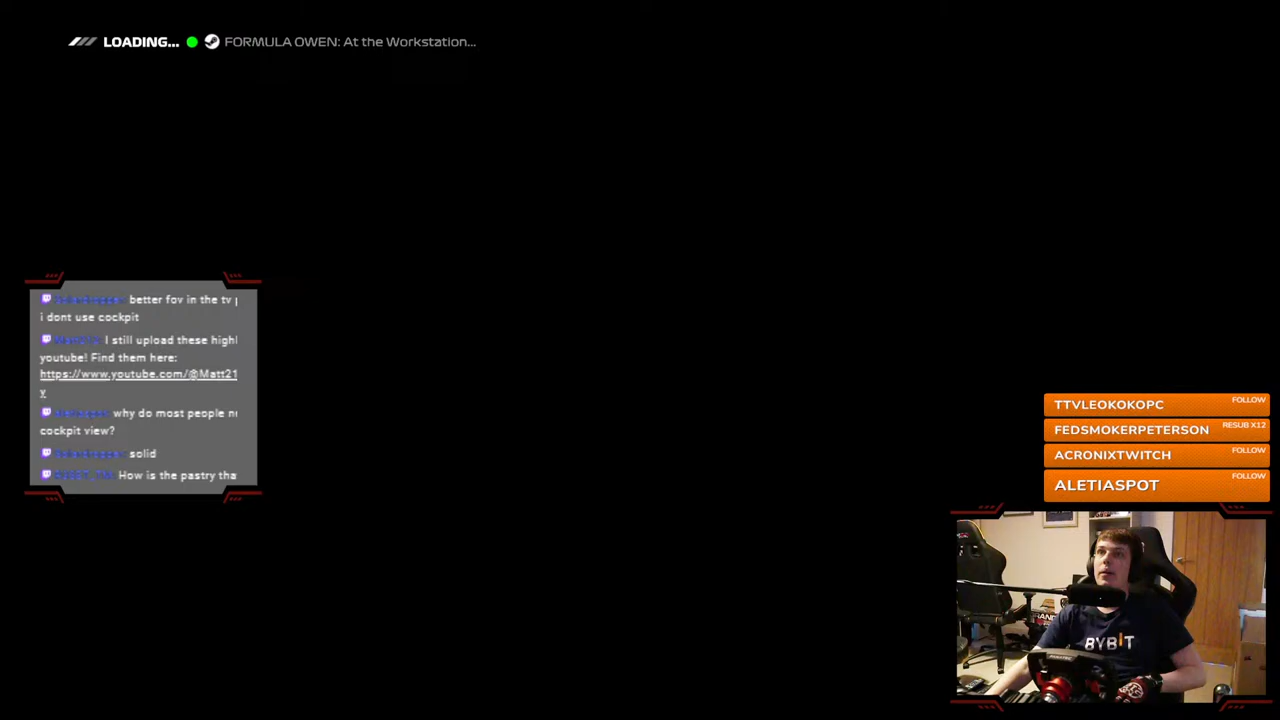 LOADING... FORMULA OWEN: At the Workstation...
better fov in the tv
i dont use cockpit
I still upload these highl
youtube! Find them here:
https://www.youtube.com/@Matt21
y
why do most people n
cockpit view?
solid
How is the pastry tha
TTVLEOKOKOPC FOLLOW
FEDSMOKERPETERSON RESUB X12
ACRONIXTWITCH FOLLOW
ALETIASPOT FOLLOW
BYBIT